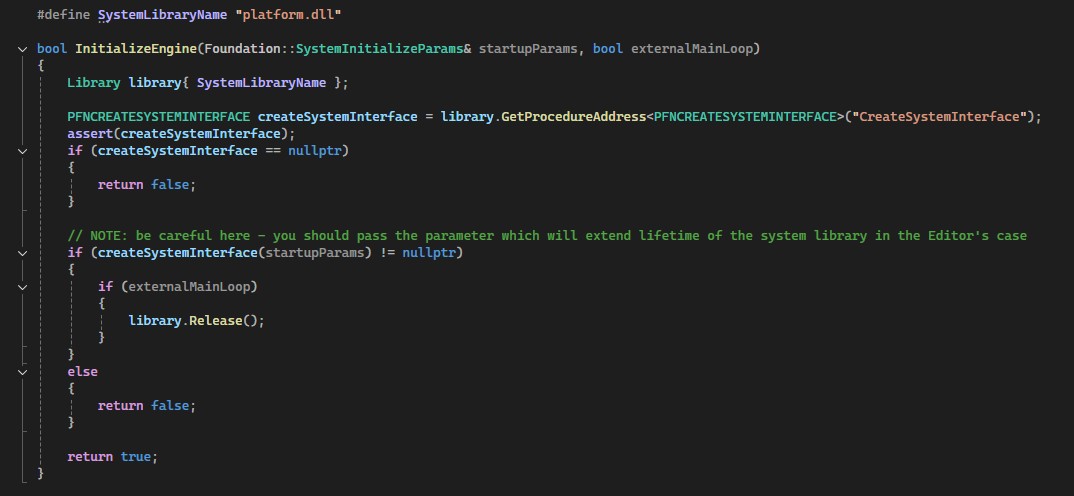 #define SystemLibraryName "platform.dll"
bool InitializeEngine(Foundation::SystemInitializeParams& startupParams, bool externalMainLoop)
{
    Library library{ SystemLibraryName };
    PFNCREATESYSTEMINTERFACE createSystemInterface = library.GetProcedureAddress<PFNCREATESYSTEMINTERFACE>("CreateSystemInterface");
    assert(createSystemInterface);
    if (createSystemInterface == nullptr)
    {
        return false;
    }
    // NOTE: be careful here - you should pass the parameter which will extend lifetime of the system library in the Editor's case
    if (createSystemInterface(startupParams) != nullptr)
    {
        if (externalMainLoop)
        {
            library.Release();
        }
    }
    else
    {
        return false;
    }
    return true;
}